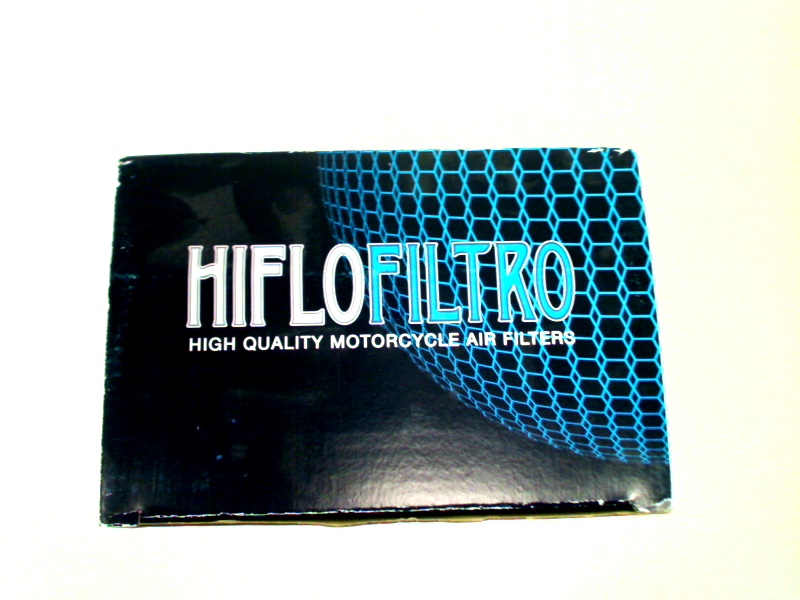 HIFLOFILTRO
HIGH QUALITY MOTORCYCLE AIR FILTERS